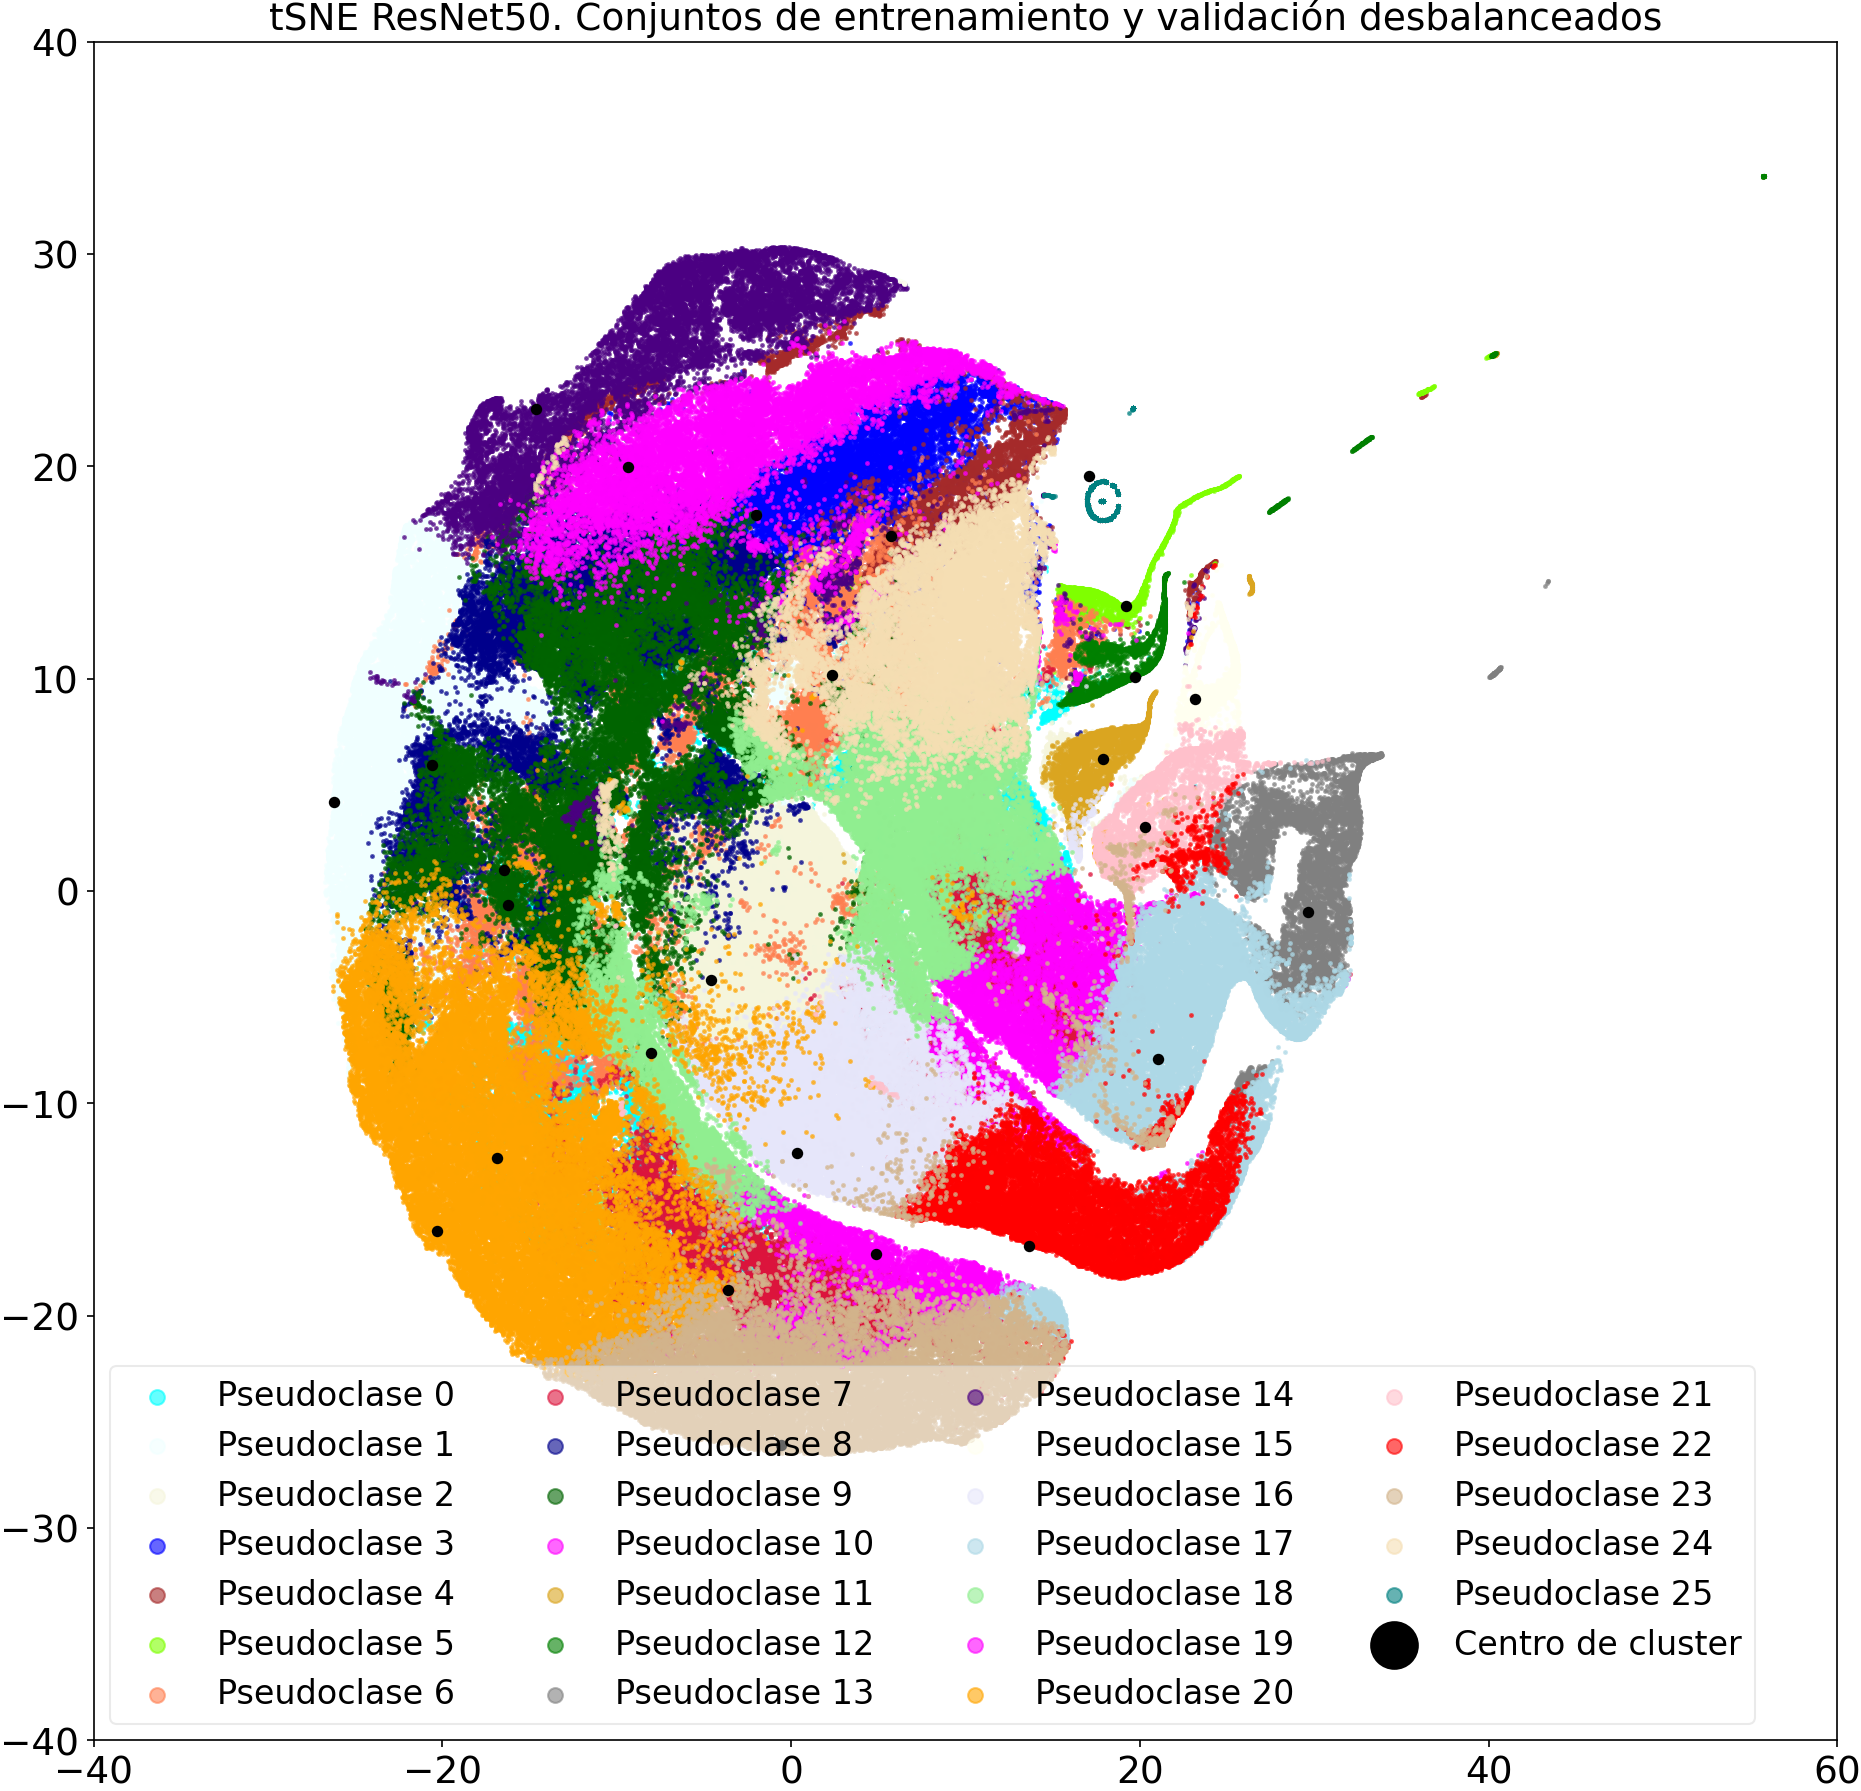 tSNE ResNet50. Conjuntos de entrenamiento y validación desbalanceados
40
30
20
10
0
−10
−20
−30
−40
−40
−20
0
20
40
60
Pseudoclase 0
Pseudoclase 1
Pseudoclase 2
Pseudoclase 3
Pseudoclase 4
Pseudoclase 5
Pseudoclase 6
Pseudoclase 7
Pseudoclase 8
Pseudoclase 9
Pseudoclase 10
Pseudoclase 11
Pseudoclase 12
Pseudoclase 13
Pseudoclase 14
Pseudoclase 15
Pseudoclase 16
Pseudoclase 17
Pseudoclase 18
Pseudoclase 19
Pseudoclase 20
Pseudoclase 21
Pseudoclase 22
Pseudoclase 23
Pseudoclase 24
Pseudoclase 25
Centro de cluster